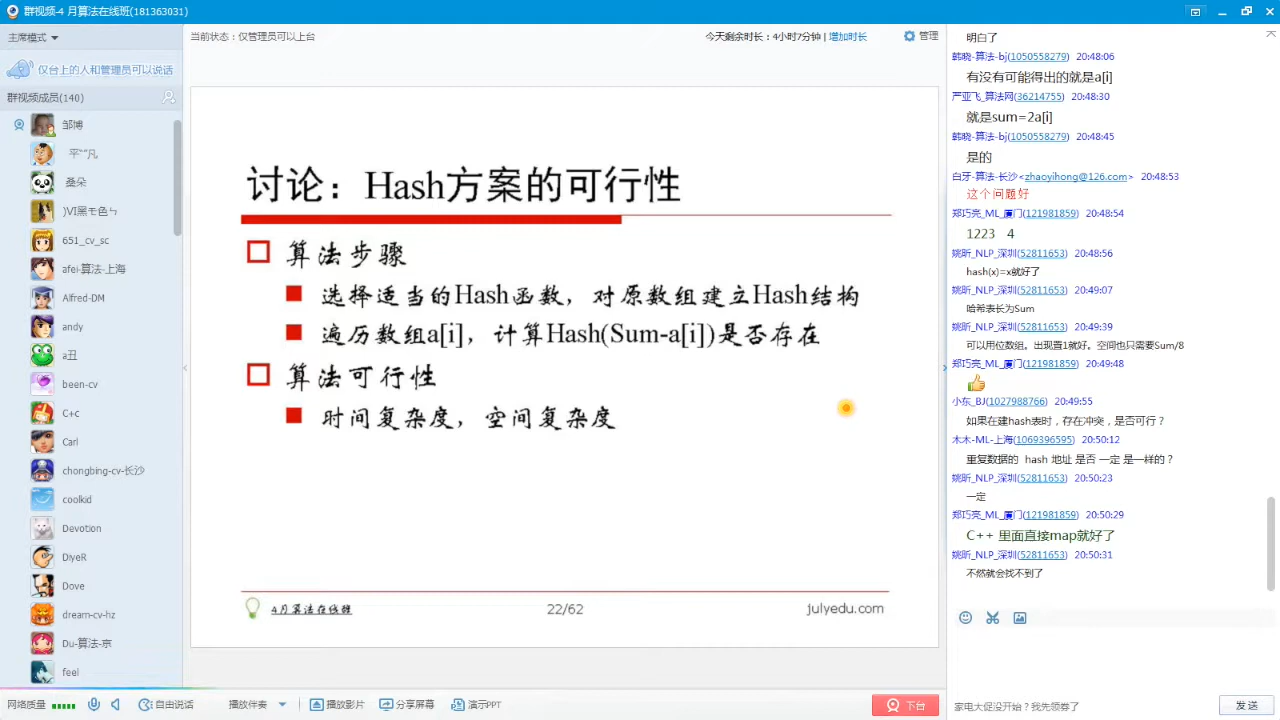 群视频-4 月算法在线班(181363031)
主席模式
仅台上的人和管理员可以说话
群视频成员(140)
邹博
平凡
桑朵
651_cv_sc
afei-算法-上海
Alfred-DM
andy
a丑
been-cv
C+c
Carl
chongbing-cv-长沙
coolkid
Devotion
DiyeR
Dove
dream-cv-hz
Du-算法-京
feel
网络质量
自由说话
当前状态：仅管理员可以上台
今天剩余时长：4小时7分钟 | 增加时长
管理
讨论：Hash方案的可行性
算法步骤
选择适当的Hash函数，对原数组建立Hash结构
遍历数组a[i]，计算Hash(Sum-a[i])是否存在
算法可行性
时间复杂度，空间复杂度
4月算法在线班
22/62
julyedu.com
播放伴奏
播放影片
分享屏幕
演示PPT
下台
明白了
韩晓-算法-bj(1050558279) 20:48:06
有没有可能得出的就是a[i]
严亚飞_算法网(36214755) 20:48:30
就是sum=2a[i]
韩晓-算法-bj(1050558279) 20:48:45
是的
白牙-算法-长沙<zhaoyihong@126.com> 20:48:53
这个问题好
郑巧亮_ML_厦门(121981859) 20:48:54
1223 4
姚昕_NLP_深圳(52811653) 20:48:56
hash(x)=x就好了
姚昕_NLP_深圳(52811653) 20:49:07
哈希表长为Sum
姚昕_NLP_深圳(52811653) 20:49:39
可以用位数组。出现置1就好。空间也只需要Sum/8
郑巧亮_ML_厦门(121981859) 20:49:48
小东_BJ(1027988766) 20:49:55
如果在建hash表时，存在冲突，是否可行？
木木-ML-上海(1069396595) 20:50:12
重复数据的 hash 地址 是否 一定 是一样的？
姚昕_NLP_深圳(52811653) 20:50:23
一定
郑巧亮_ML_厦门(121981859) 20:50:29
C++ 里面直接map就好了
姚昕_NLP_深圳(52811653) 20:50:31
不然就会找不到了
家电大促没开始？我先领券了
发送